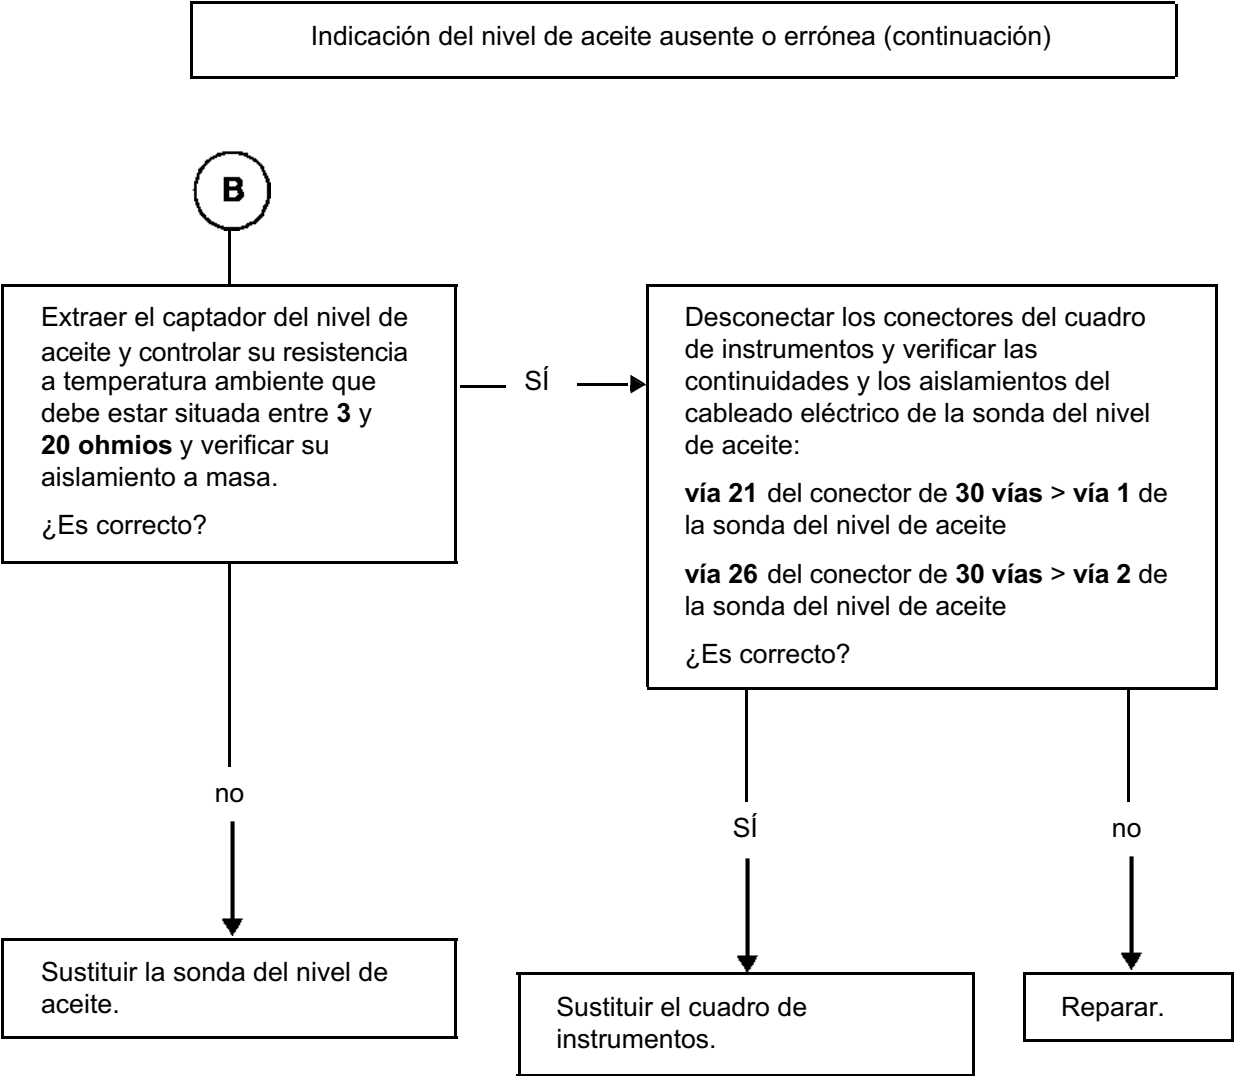 Indicación del nivel de aceite ausente o errónea (continuación)
B
Extraer el captador del nivel de
aceite y controlar su resistencia
a temperatura ambiente que
debe estar situada entre 3 y
20 ohmios y verificar su
aislamiento a masa.
¿Es correcto?
SÍ
Desconectar los conectores del cuadro
de instrumentos y verificar las
continuidades y los aislamientos del
cableado eléctrico de la sonda del nivel
de aceite:
vía 21 del conector de 30 vías > vía 1 de
la sonda del nivel de aceite
vía 26 del conector de 30 vías > vía 2 de
la sonda del nivel de aceite
¿Es correcto?
no
SÍ
no
Sustituir la sonda del nivel de
aceite.
Sustituir el cuadro de
instrumentos.
Reparar.